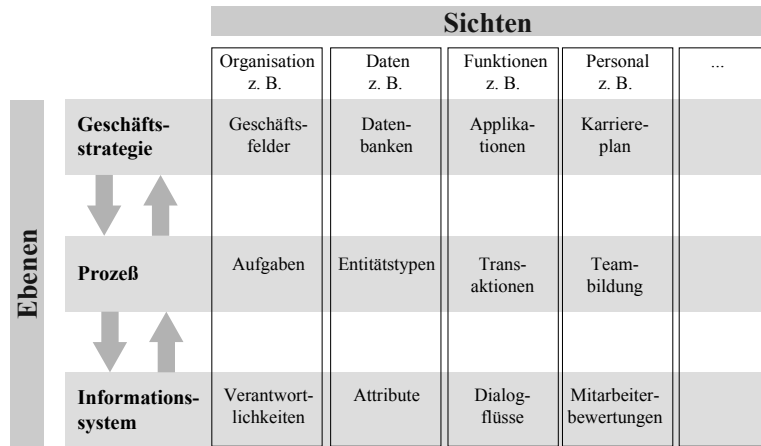 Sichten
Organisation
z. B.
Daten
z. B.
Funktionen
z. B.
Personal
z. B.
...
Ebenen
Geschäfts-
strategie
Geschäfts-
felder
Daten-
banken
Applika-
tionen
Karriere-
plan
Prozeß
Aufgaben
Entitätstypen
Trans-
aktionen
Team-
bildung
Informations-
system
Verantwort-
lichkeiten
Attribute
Dialog-
flüsse
Mitarbeiter-
bewertungen